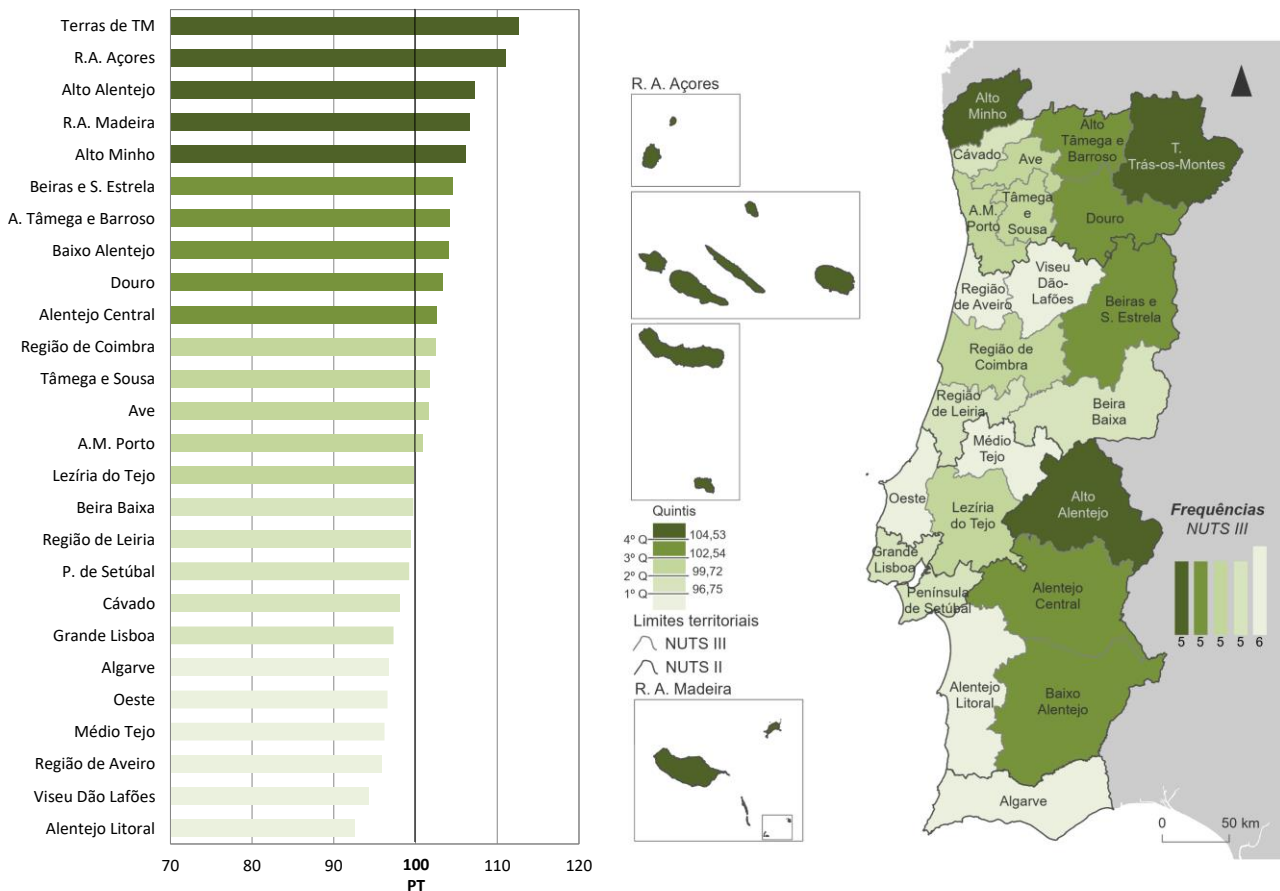 Terras de TM
R.A. Açores
Alto Alentejo
R.A. Madeira
Alto Minho
Beiras e S. Estrela
A. Tâmega e Barroso
Baixo Alentejo
Douro
Alentejo Central
Região de Coimbra
Tâmega e Sousa
Ave
A.M. Porto
Lezíria do Tejo
Beira Baixa
Região de Leiria
P. de Setúbal
Cávado
Grande Lisboa
Algarve
Oeste
Médio Tejo
Região de Aveiro
Viseu Dão Lafões
Alentejo Litoral
70 80 90 100 110 120
PT
R. A. Açores
Quintis
4º Q 104,53
3º Q 102,54
2º Q 99,72
1º Q 96,75
Limites territoriais
NUTS III
NUTS II
R. A. Madeira
Alto
Minho
Alto
Tâmega e
Barroso
T.
Trás-os-Montes
Cávado
Ave
Tâmega
e
Sousa
A.M.
Porto
Douro
Viseu
Dão-
Lafões
Região
de Aveiro
Beiras e
S. Estrela
Região de
Coimbra
Região
de Leiria
Beira
Baixa
Médio
Tejo
Oeste
Lezíria
do Tejo
Alto
Alentejo
Grande
Lisboa
Península
de Setúbal
Alentejo
Central
Alentejo
Litoral
Baixo
Alentejo
Algarve
Frequências
NUTS III
5 5 5 5 6
0 50 km